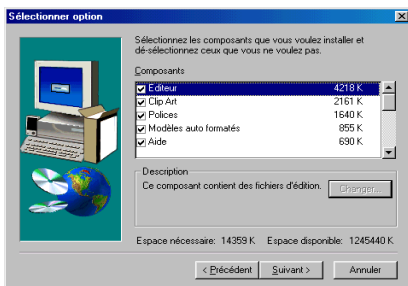 Sélectionner option
Sélectionnez les composants que vous voulez installer et
dé-sélectionnez ceux que vous ne voulez pas.
Composants
Editeur 4218 K
Clip Art 2161 K
Polices 1640 K
Modèles auto formatés 855 K
Aide 690 K
Description
Ce composant contient des fichiers d'édition.
Changer...
Espace nécessaire: 14359 K Espace disponible: 1245440 K
< Précédent Suivant > Annuler